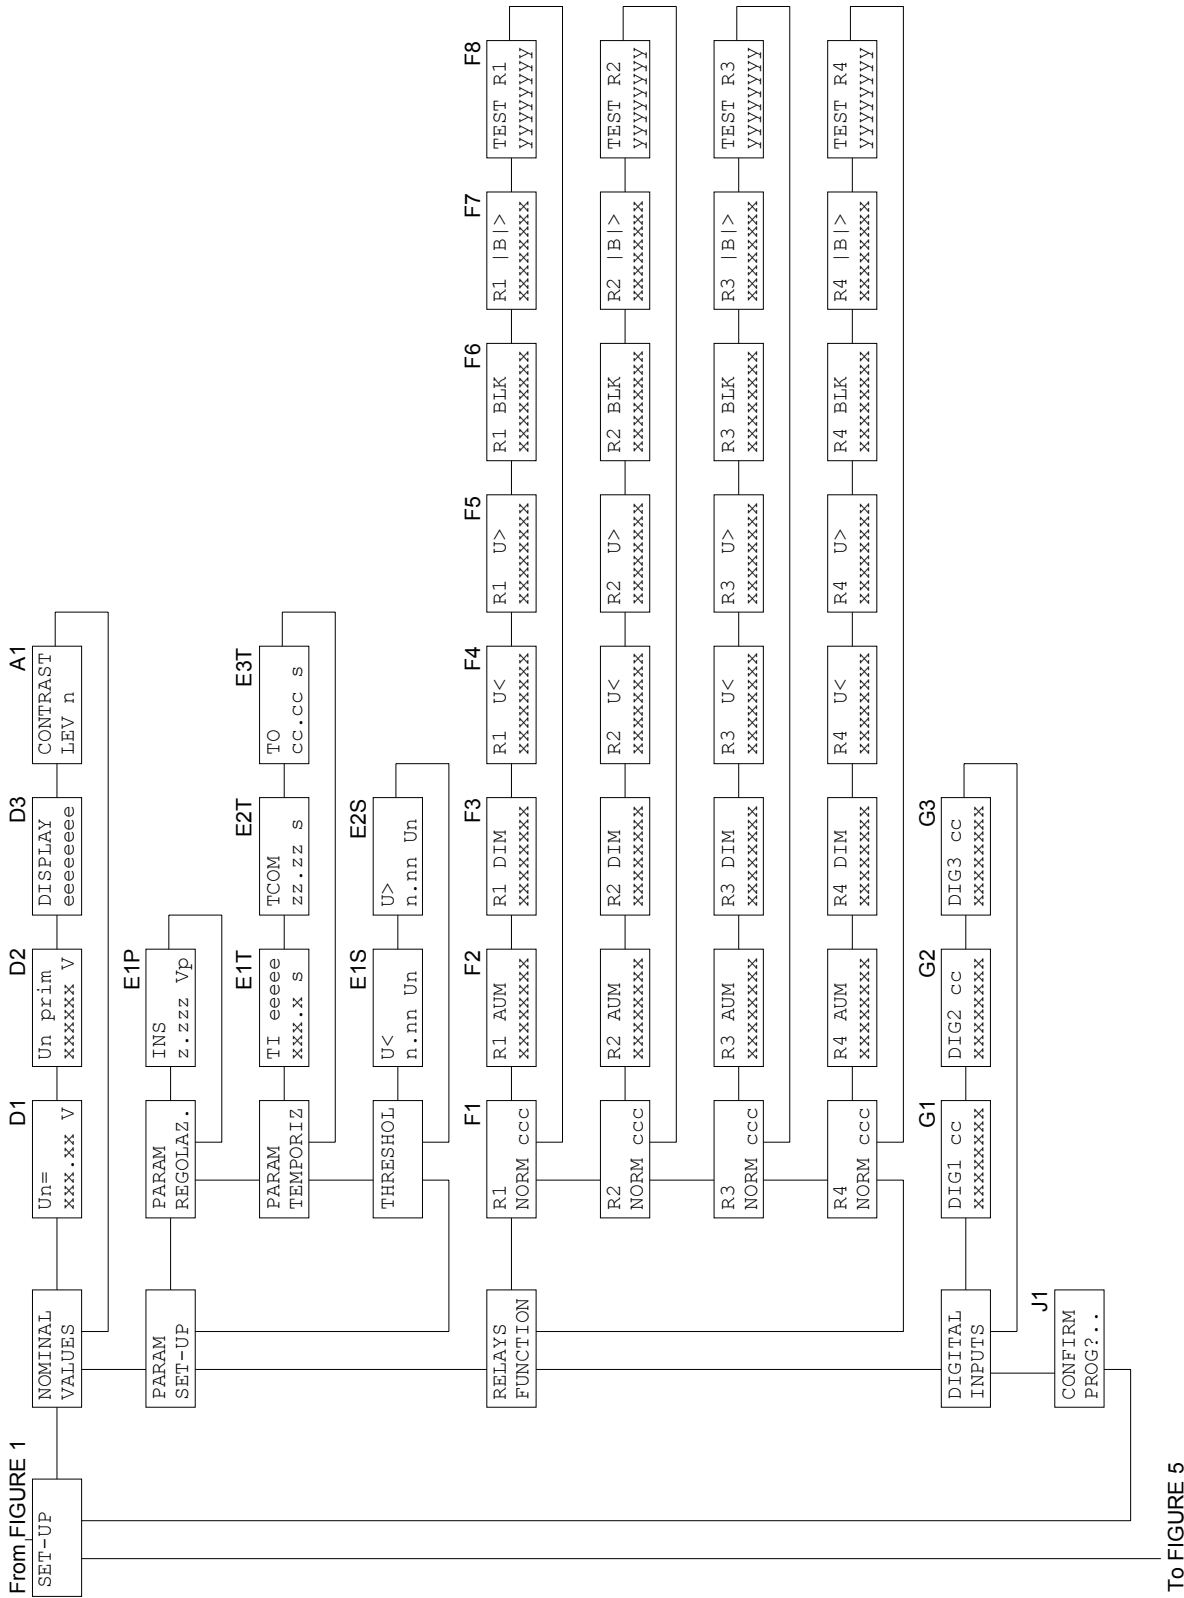 From FIGURE 1
SET-UP
NOMINAL
VALUES
D1
Un=
xxx.xx V
D2
Un prim
xxxxxx V
D3
DISPLAY
eeeeeeee
A1
CONTRAST
LEV n
PARAM
SET-UP
PARAM
REGOLAZ.
E1P
INS
z.zzz Vp
PARAM
TEMPORIZ
E1T
TI eeeee
xxx.x s
E2T
TCOM
zz.zz s
E3T
TO
cc.cc s
THRESHOL
E1S
U<
n.nn Un
E2S
U>
n.nn Un
RELAYS
FUNCTION
F1
R1
NORM ccc
F2
R1 AUM
xxxxxxxx
F3
R1 DIM
xxxxxxxx
F4
R1 U<
xxxxxxxx
F5
R1 U>
xxxxxxxx
F6
R1 BLK
xxxxxxxx
F7
R1 |B|>
xxxxxxxx
F8
TEST R1
yyyyyyyy
R2
NORM ccc
R2 AUM
xxxxxxxx
R2 DIM
xxxxxxxx
R2 U<
xxxxxxxx
R2 U>
xxxxxxxx
R2 BLK
xxxxxxxx
R2 |B|>
xxxxxxxx
TEST R2
yyyyyyyy
R3
NORM ccc
R3 AUM
xxxxxxxx
R3 DIM
xxxxxxxx
R3 U<
xxxxxxxx
R3 U>
xxxxxxxx
R3 BLK
xxxxxxxx
R3 |B|>
xxxxxxxx
TEST R3
yyyyyyyy
R4
NORM ccc
R4 AUM
xxxxxxxx
R4 DIM
xxxxxxxx
R4 U<
xxxxxxxx
R4 U>
xxxxxxxx
R4 BLK
xxxxxxxx
R4 |B|>
xxxxxxxx
TEST R4
yyyyyyyy
DIGITAL
INPUTS
G1
DIG1 cc
xxxxxxxx
G2
DIG2 cc
xxxxxxxx
G3
DIG3 cc
xxxxxxxx
J1
CONFIRM
PROG?..
To FIGURE 5